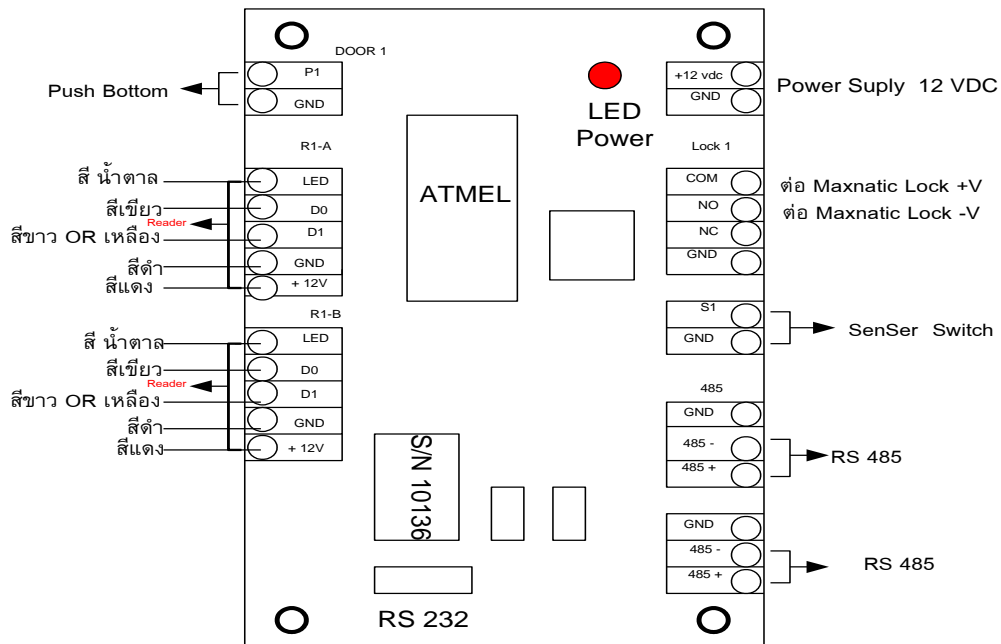 DOOR 1
P1
GND
Push Bottom
R1-A
สี น้ำตาล
LED
สีเขียว
D0
Reader
สีขาว OR เหลือง
D1
สีดำ
GND
สีแดง
+ 12V
R1-B
สี น้ำตาล
LED
สีเขียว
D0
Reader
สีขาว OR เหลือง
D1
สีดำ
GND
สีแดง
+ 12V
LED
Power
ATMEL
S/N 10136
RS 232
+12 vdc
GND
Power Suply 12 VDC
Lock 1
COM
ต่อ Maxnatic Lock +V
NO
ต่อ Maxnatic Lock -V
NC
GND
S1
GND
SenSer Switch
485
GND
485 -
485 +
RS 485
GND
485 -
485 +
RS 485